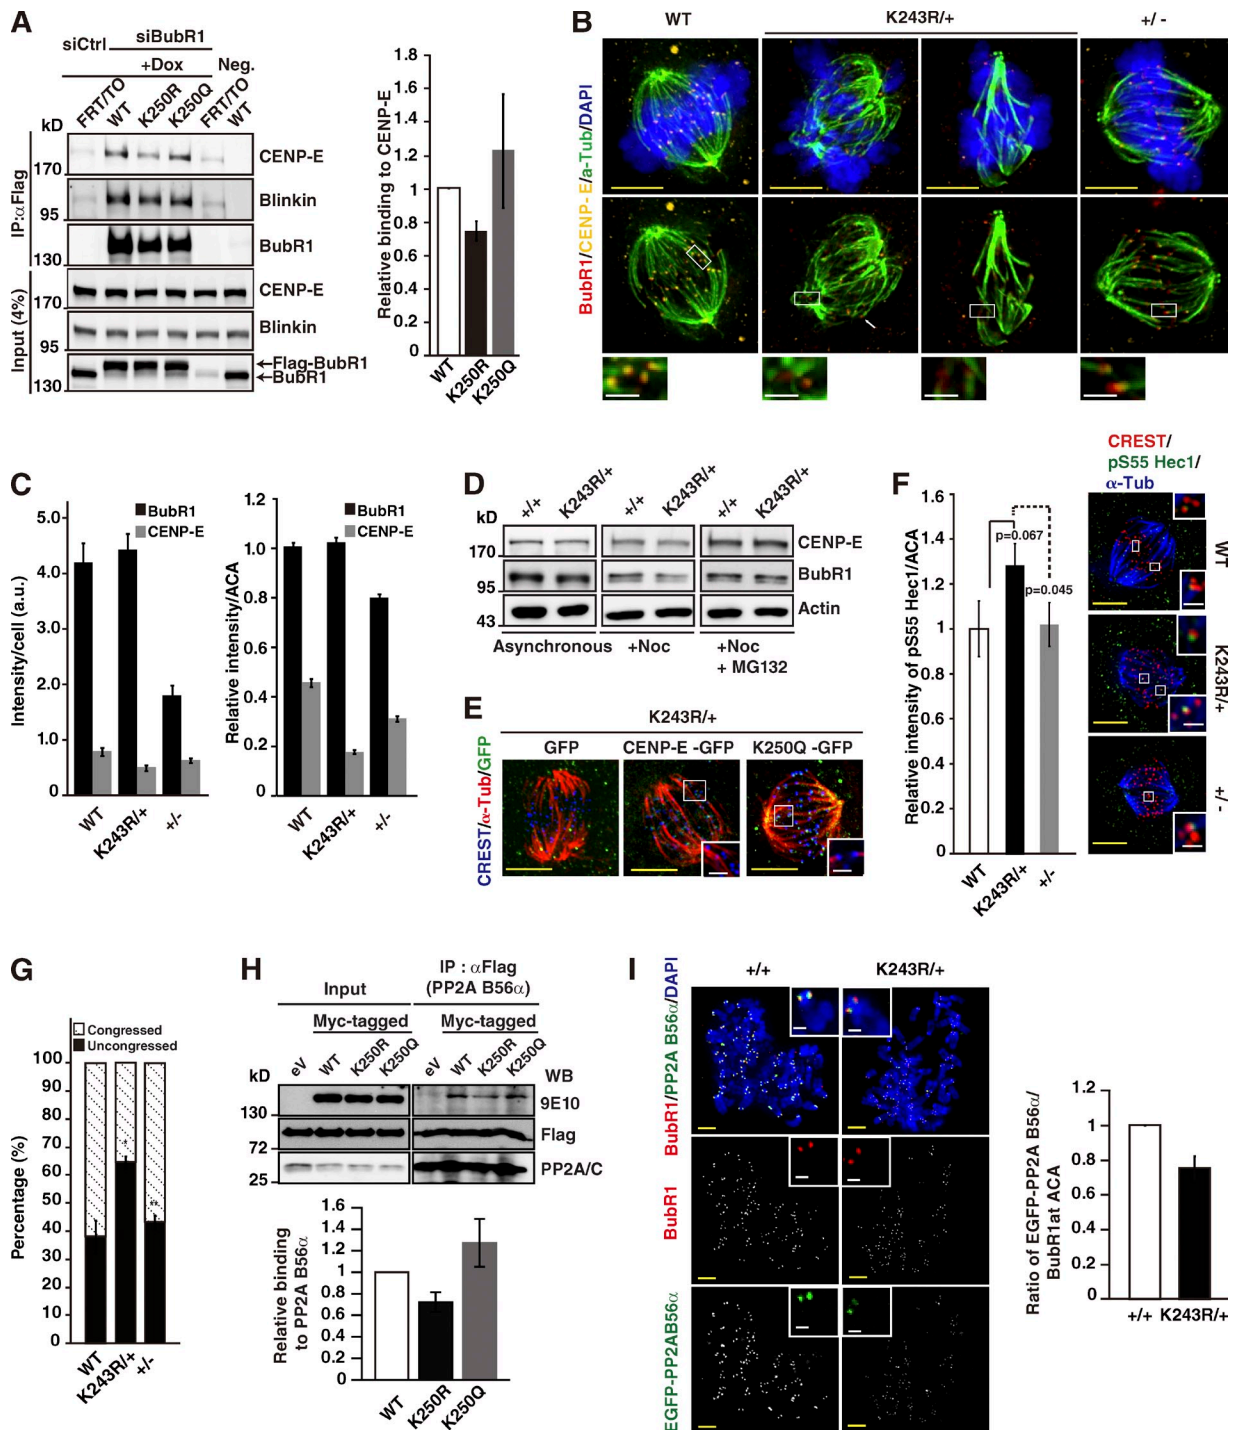 A
siCtrl
siBubR1
+Dox
Neg.
FRT/TO
WT
K250R
K250Q
FRT/TO
WT
kD
IP:αFlag
Input (4%)
170
CENP-E
95
Blinkin
130
BubR1
170
CENP-E
95
Blinkin
130
←Flag-BubR1
←BubR1
Relative binding to CENP-E
1.8
1.6
1.4
1.2
1.0
0.8
0.6
0.4
0.2
0
WT
K250R
K250Q
B
WT
K243R/+
+/ -
BubR1/CENP- E/a-Tub/DAPI
C
Intensity/cell (a.u.)
5.0
4.0
3.0
2.0
1.0
0
BubR1
CENP-E
WT
K243R/+
+/-
Relative intensity/ACA
1.2
1.0
0.8
0.6
0.4
0.2
0
BubR1
CENP-E
WT
K243R/+
+/-
D
+/+
K243R/+
+/+
K243R/+
+/+
K243R/+
kD
170
CENP-E
95
BubR1
43
Actin
Asynchronous
+Noc
+Noc
+ MG132
E
K243R/+
GFP
CENP-E -GFP
K250Q -GFP
CREST/α-Tub/GFP
F
Relative intensity of pS55 Hec1/ACA
1.6
1.4
1.2
1
0.8
0.6
0.4
0.2
0
p=0.067
p=0.045
WT
K243R/+
+/-
CREST/
pS55 Hec1/
α-Tub
WT
K243R/+
+/ -
G
Congressed
Uncongressed
Percentage (%)
100
90
80
70
60
50
40
30
20
10
0
*
**
WT
K243R/+
+/-
H
Input
IP : αFlag
(PP2A B56α)
Myc-tagged
Myc-tagged
eV
WT
K250R
K250Q
eV
WT
K250R
K250Q
kD
WB
130
9E10
72
Flag
25
PP2A/C
Relative binding
to PP2A B56α
1.6
1.4
1.2
1
0.8
0.6
0.4
0.2
0
WT
K250R
K250Q
I
+/+
K243R/+
BubR1/PP2A B56α/DAPI
BubR1
EGFP-PP2AB56α
Ratio of EGFP-PP2A B56α/
BubR1at ACA
1.2
1
0.8
0.6
0.4
0.2
0
+/+
K243R/+